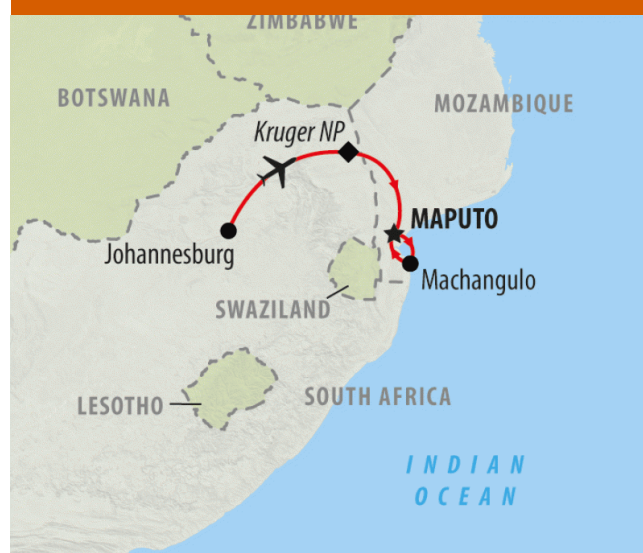 ZIMBABWE
BOTSWANA
MOZAMBIQUE
Kruger NP
MAPUTO
Johannesburg
Machangulo
SWAZILAND
LESOTHO
SOUTH AFRICA
INDIAN
OCEAN